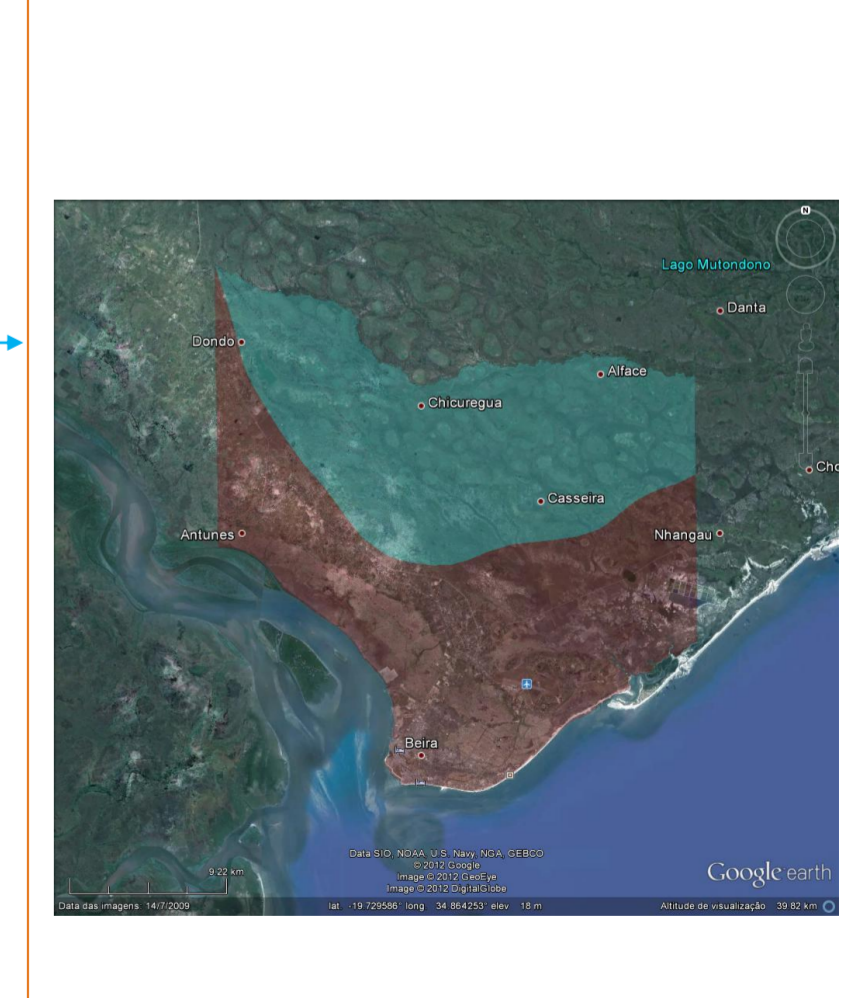 N
Lago Mutondono
Danta
Dondo
Alface
Chicuregua
Casseira
Antunes
Nhangau
Beira
Data SIO, NOAA, U.S. Navy, NGA, GEBCO
© 2012 Google
Image © 2012 GeoEye
Image © 2012 DigitalGlobe
9.22 km
Google earth
Data das imagens: 14/7/2009
lat -19.729586° long 34.864253° elev 18 m
Altitude de visualização 39.82 km